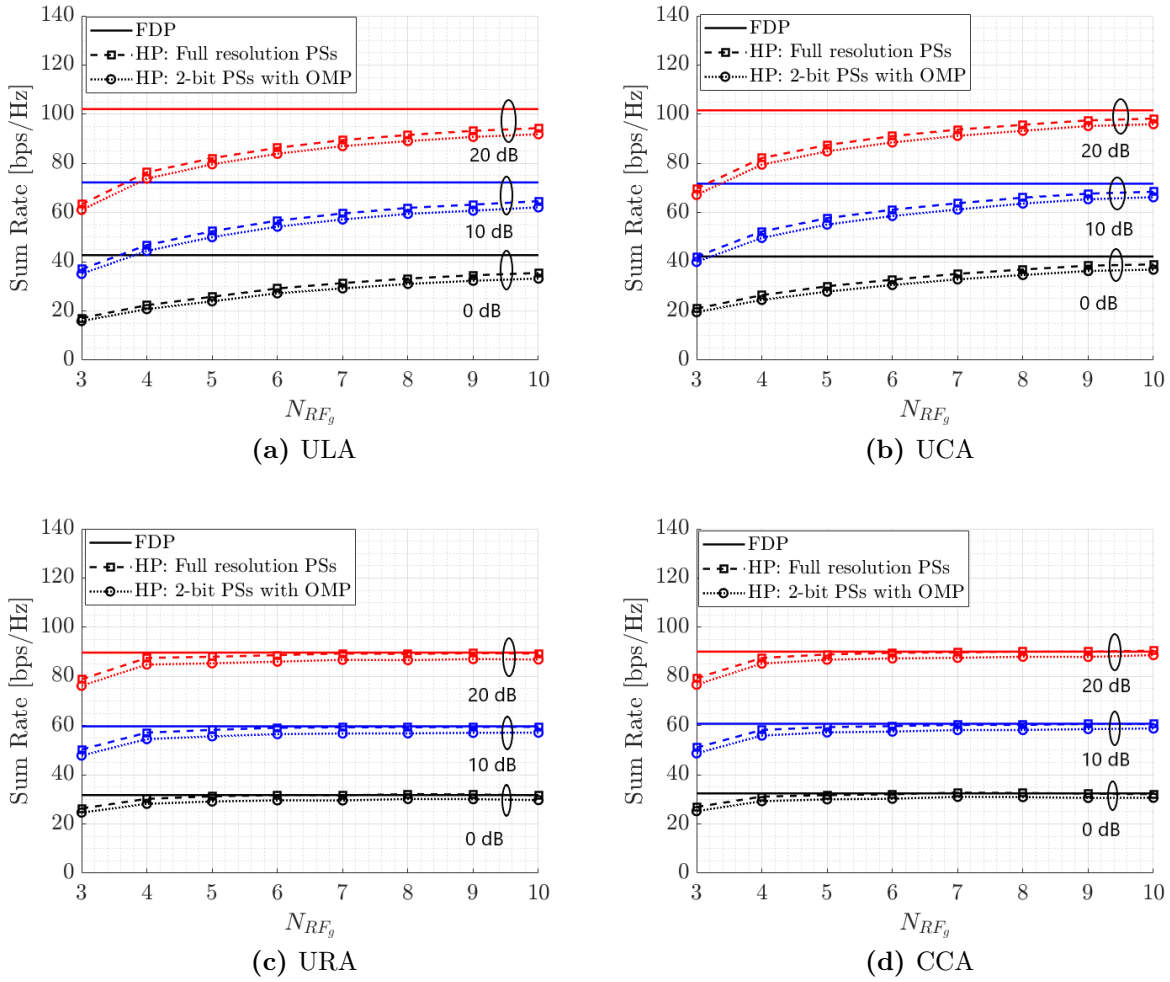 140
120
100
80
60
40
20
0
Sum Rate [bps/Hz]
FDP
HP: Full resolution PSs
HP: 2-bit PSs with OMP
20 dB
10 dB
0 dB
3 4 5 6 7 8 9 10
N_{RF_g}
(a) ULA
140
120
100
80
60
40
20
0
Sum Rate [bps/Hz]
FDP
HP: Full resolution PSs
HP: 2-bit PSs with OMP
20 dB
10 dB
0 dB
3 4 5 6 7 8 9 10
N_{RF_g}
(b) UCA
140
120
100
80
60
40
20
0
Sum Rate [bps/Hz]
FDP
HP: Full resolution PSs
HP: 2-bit PSs with OMP
20 dB
10 dB
0 dB
3 4 5 6 7 8 9 10
N_{RF_g}
(c) URA
140
120
100
80
60
40
20
0
Sum Rate [bps/Hz]
FDP
HP: Full resolution PSs
HP: 2-bit PSs with OMP
20 dB
10 dB
0 dB
3 4 5 6 7 8 9 10
N_{RF_g}
(d) CCA